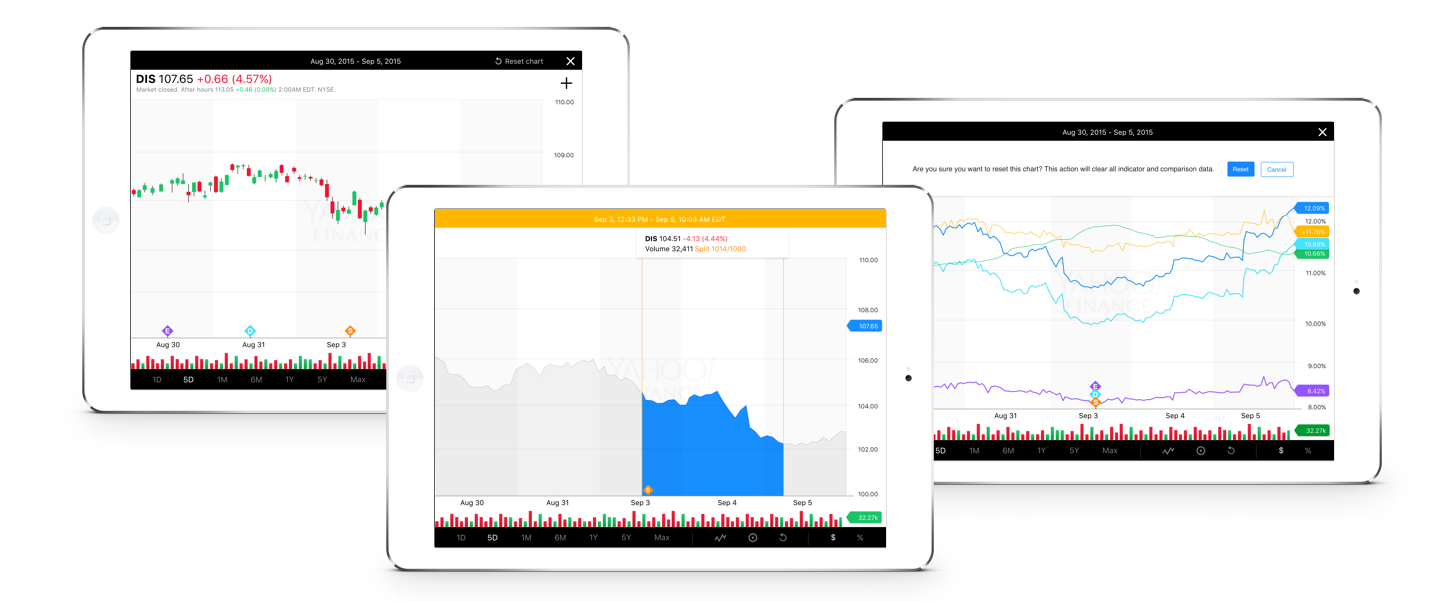 Aug 30, 2015 - Sep 5, 2015
Reset chart
DIS 107.65 +0.66 (4.57%)
Market closed. After hours 113.05 +0.46 (0.08%) 2:00AM EDT. NYSE.
110.00
109.00
YAHOO
FINANCE
E
D
S
Aug 30
Aug 31
Sep 3
1D 5D 1M 6M 1Y 5Y Max
Sep 3, 12:33 PM - Sep 5, 10:03 AM EDT
DIS 104.51 -4.13 (4.44%)
Volume 32,411 Split 1014/1000
110.00
108.00
107.65
106.00
YAHOO!
FINANCE
104.00
102.00
100.00
S
Aug 30 Aug 31 Sep 3 Sep 4 Sep 5
32.27k
1D 5D 1M 6M 1Y 5Y Max $ %
Aug 30, 2015 - Sep 5, 2015
Are you sure you want to reset this chart? This action will clear all indicator and comparison data.
Reset
Cancel
12.09%
12.00%
+11.76%
10.98%
10.66%
11.00%
YAHOO!
FINANCE
10.00%
9.00%
8.42%
8.00%
E
D
S
Aug 31 Sep 3 Sep 4 Sep 5
32.27k
5D 1M 6M 1Y 5Y Max $ %